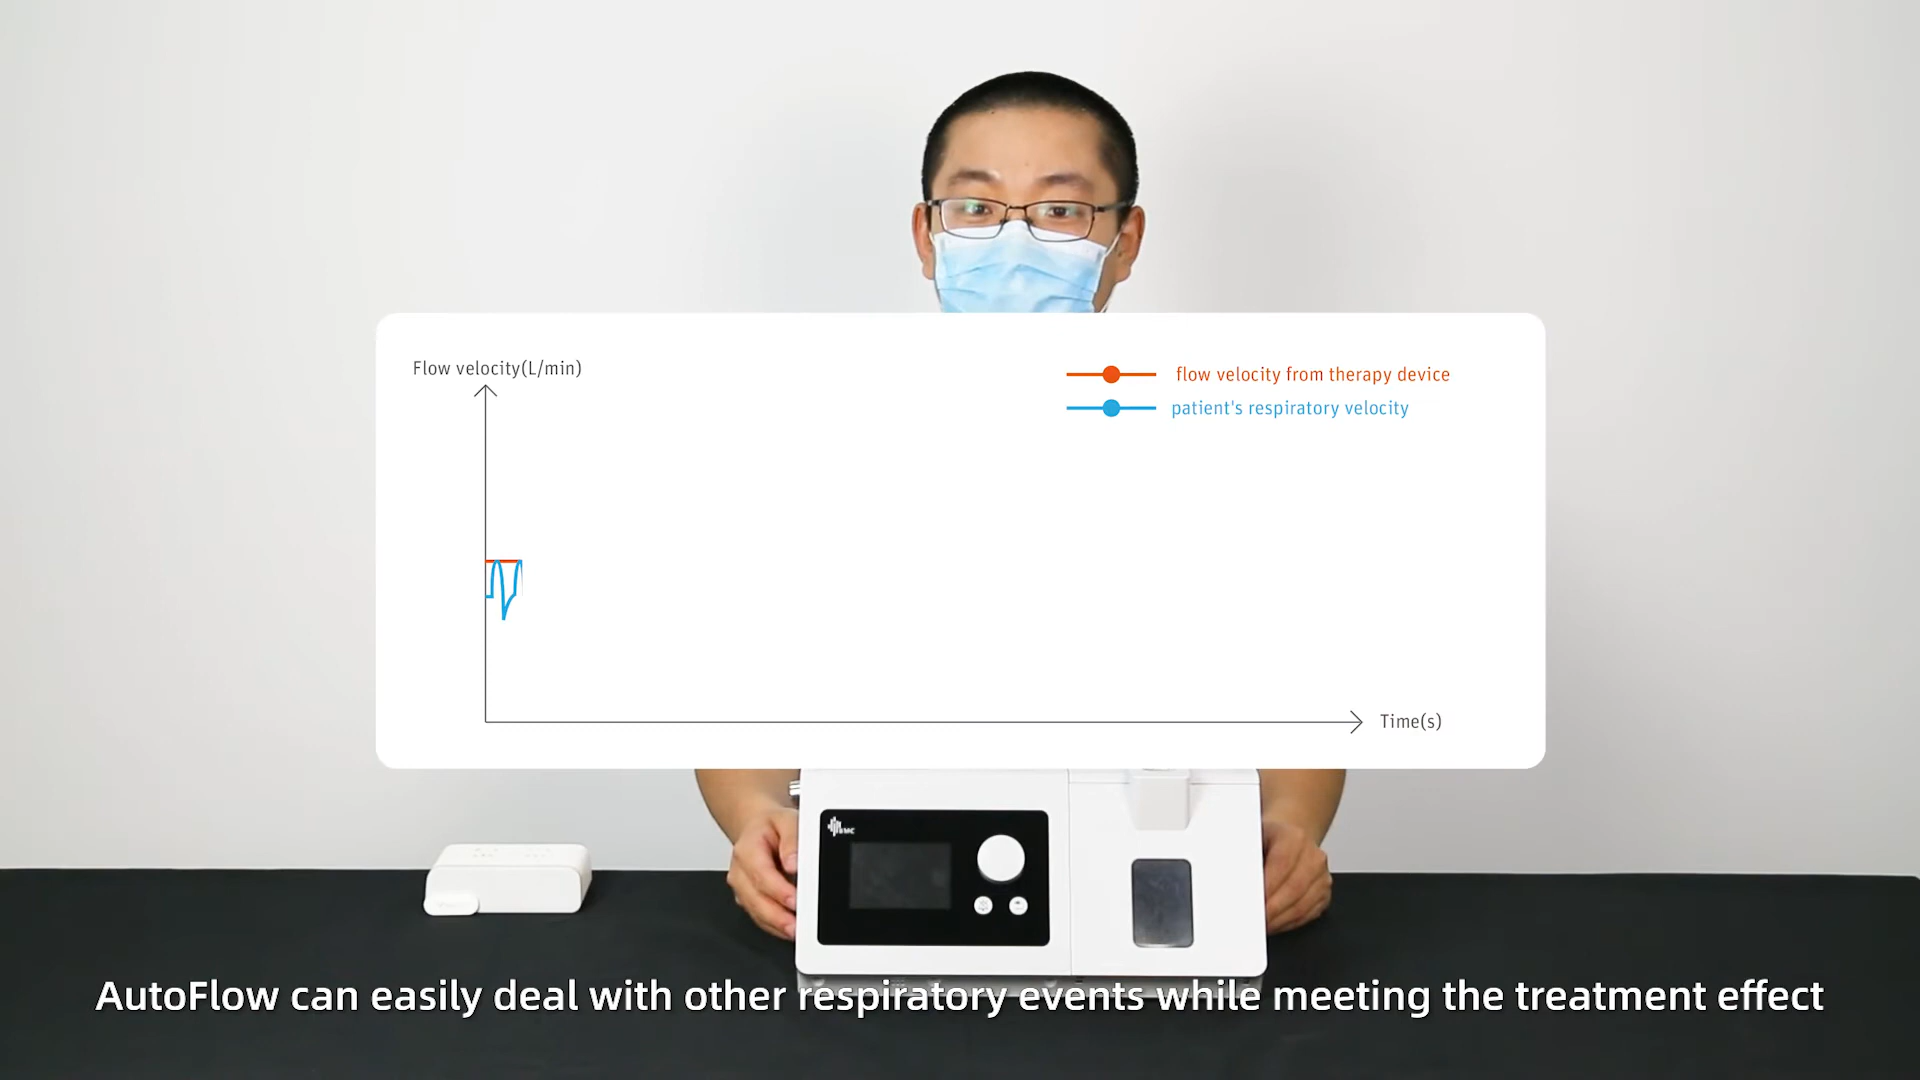 Flow velocity(L/min)
flow velocity from therapy device
patient's respiratory velocity
Time(s)
BMC
AutoFlow can easily deal with other respiratory events while meeting the treatment effect